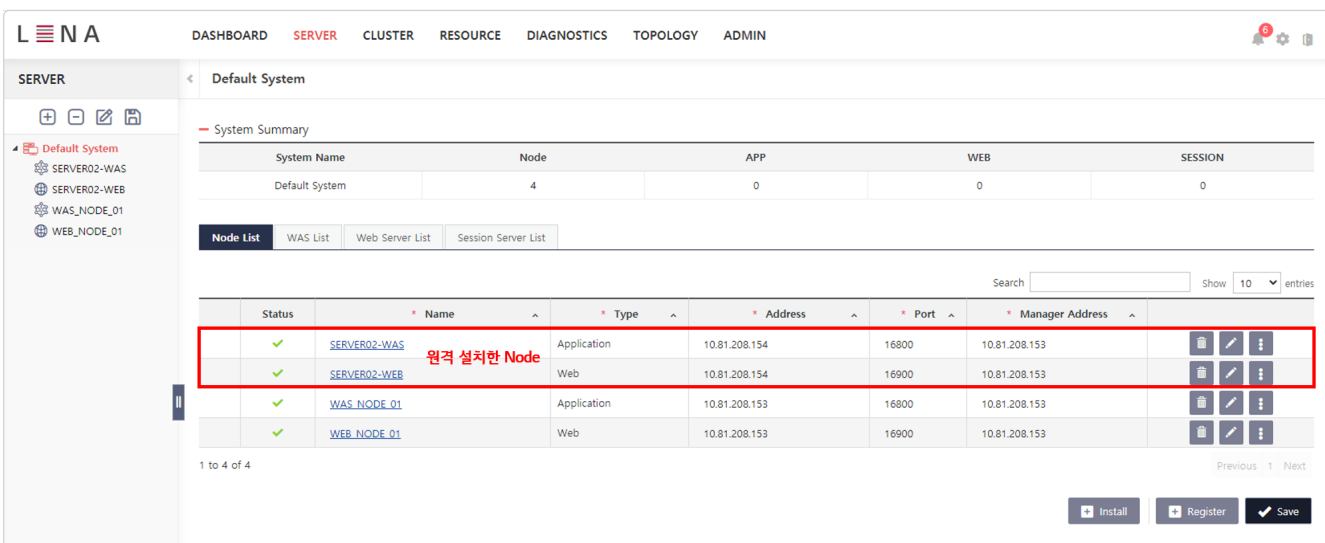 LENA
DASHBOARD SERVER CLUSTER RESOURCE DIAGNOSTICS TOPOLOGY ADMIN 6
SERVER
Default System
Default System
SERVER02-WAS
SERVER02-WEB
WAS_NODE_01
WEB_NODE_01
System Summary
System Name Node APP WEB SESSION
Default System 4 0 0 0
Node List WAS List Web Server List Session Server List
Search Show 10 entries
Status * Name * Type * Address * Port * Manager Address
SERVER02-WAS Application 10.81.208.154 16800 10.81.208.153
원격 설치한 Node
SERVER02-WEB Web 10.81.208.154 16900 10.81.208.153
WAS_NODE_01 Application 10.81.208.153 16800 10.81.208.153
WEB_NODE_01 Web 10.81.208.153 16900 10.81.208.153
1 to 4 of 4 Previous 1 Next
Install Register Save